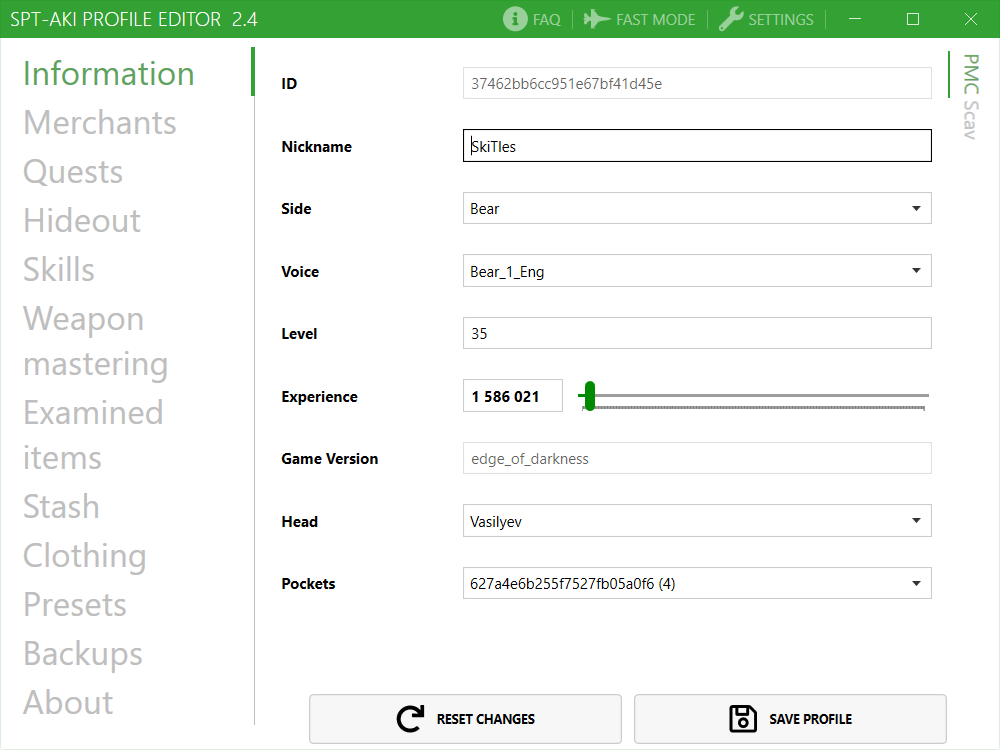 SPT-AKI PROFILE EDITOR 2.4
FAQ
FAST MODE
SETTINGS
Information
Merchants
Quests
Hideout
Skills
Weapon
mastering
Examined
items
Stash
Clothing
Presets
Backups
About
ID
37462bb6cc951e67bf41d45e
Nickname
SkiTles
Side
Bear
Voice
Bear_1_Eng
Level
35
Experience
1 586 021
Game Version
edge_of_darkness
Head
Vasilyev
Pockets
627a4e6b255f7527fb05a0f6 (4)
PMC
Scav
RESET CHANGES
SAVE PROFILE